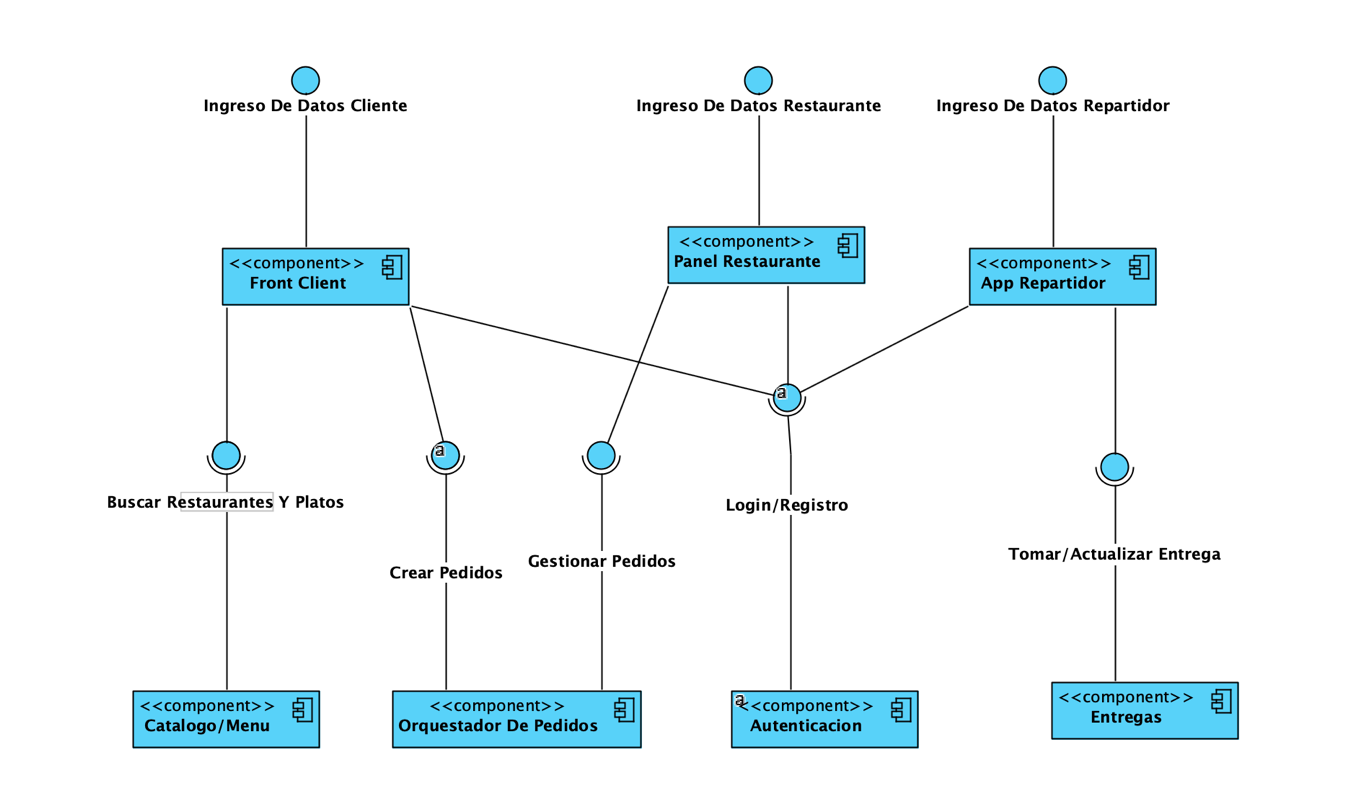 Ingreso De Datos Cliente
Ingreso De Datos Restaurante
Ingreso De Datos Repartidor
<<component>>
Front Client
<<component>>
Panel Restaurante
<<component>>
App Repartidor
a
a
Buscar Restaurantes Y Platos
Crear Pedidos
Gestionar Pedidos
Login/Registro
Tomar/Actualizar Entrega
<<component>>
Catalogo/Menu
<<component>>
Orquestador De Pedidos
a
<<component>>
Autenticacion
<<component>>
Entregas